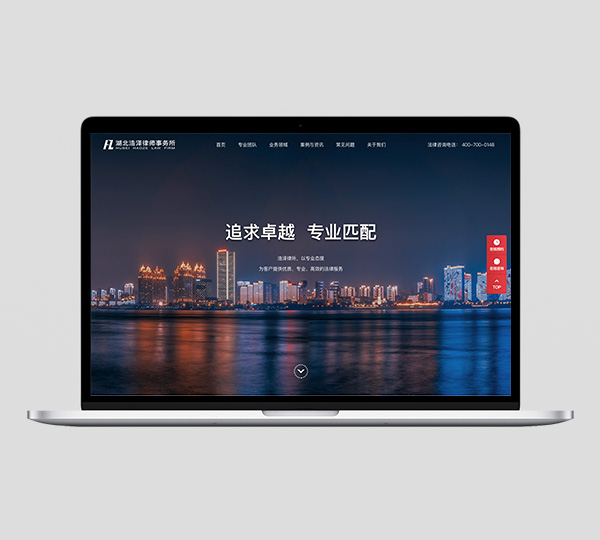 湖北浩泽律师事务所
HUBEI HAOZE LAW FIRM
首页 专业团队 业务领域 案例与资讯 常见问题 关于我们
法律咨询电话： 400-700-0148
追求卓越 专业匹配
浩泽律所，以专业态度
为客户提供优质、专业、高效的法律服务
TOP